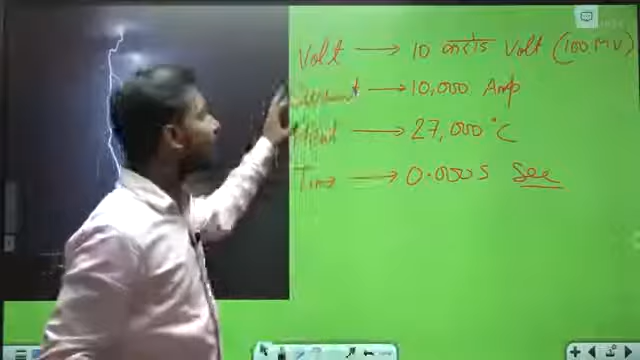 Volt → 10 करोड़ Volt (100 MV)
→ 10,000 Amp
→ 27,000 °C
Time → 0.0005 Sec